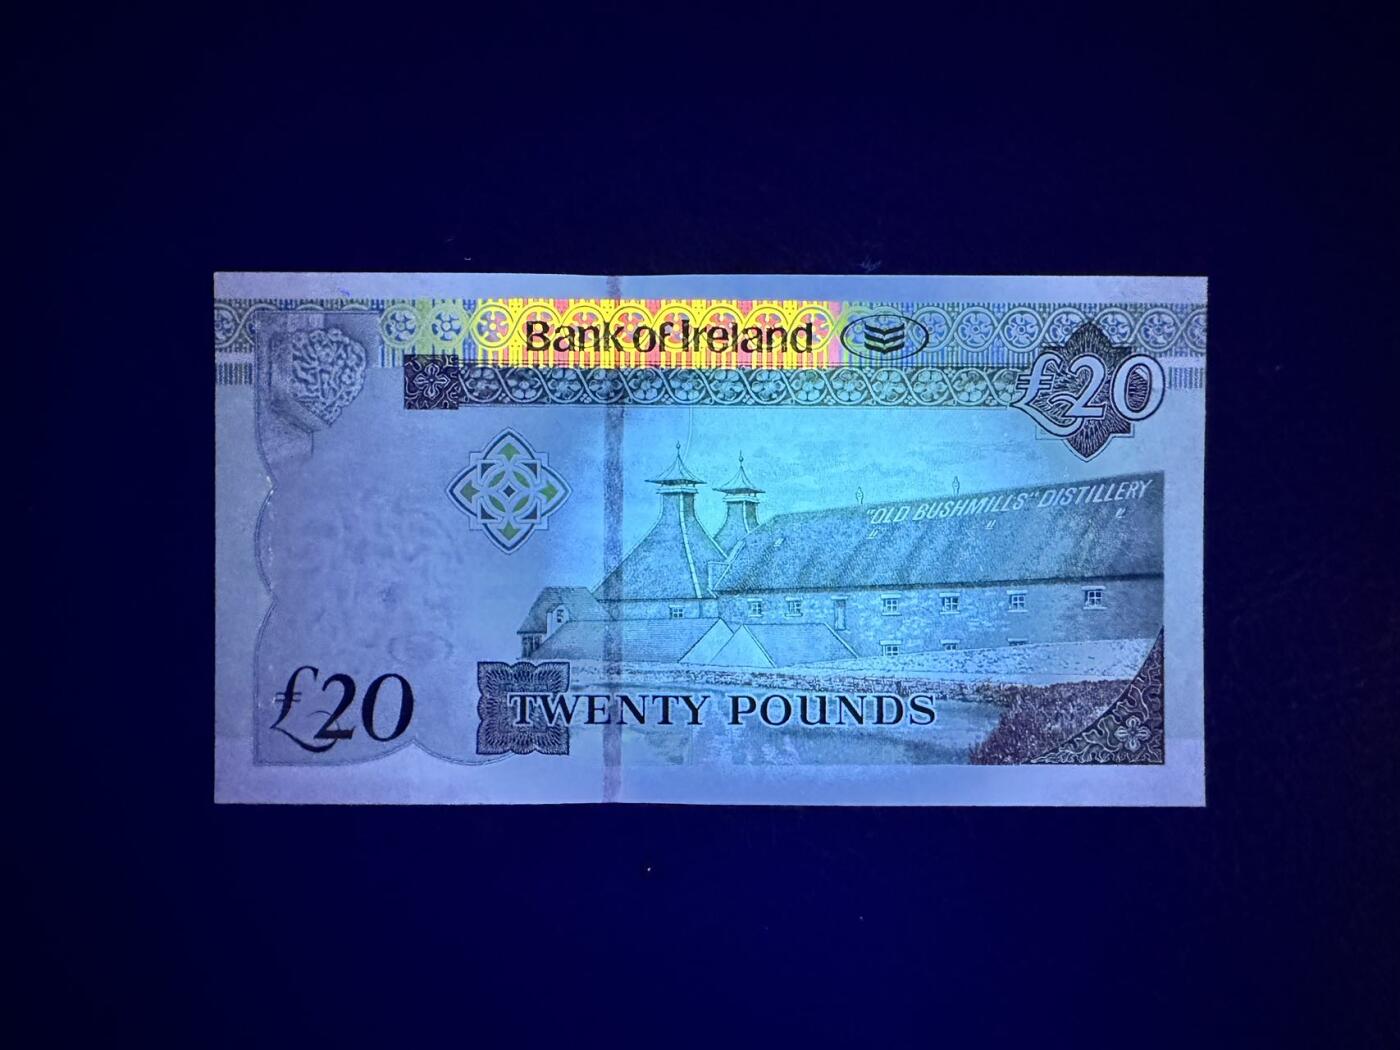 Bank of Ireland
£20
"OLD BUSHMILLS" DISTILLERY
£20
TWENTY POUNDS